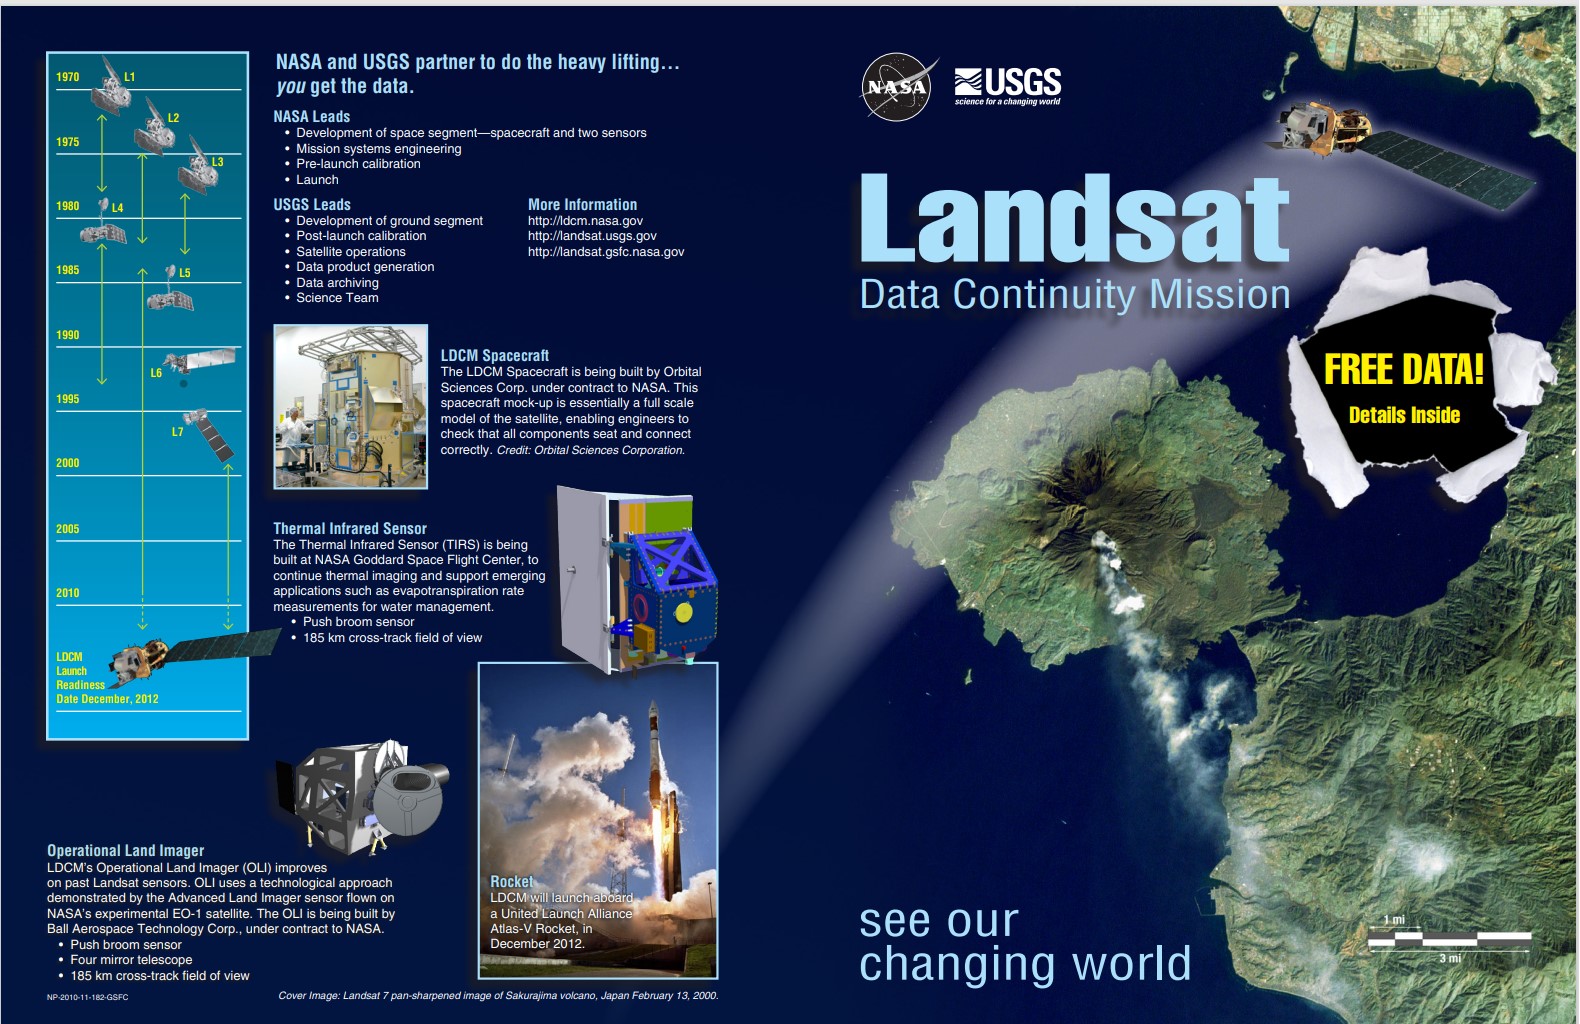 1970
L1
L2
1975
L3
1980
L4
1985
L5
1990
L6
1995
L7
2000
2005
2010
LDCM
Launch
Readiness
Date December, 2012
NASA and USGS partner to do the heavy lifting…
you get the data.
NASA Leads
• Development of space segment—spacecraft and two sensors
• Mission systems engineering
• Pre-launch calibration
• Launch
USGS Leads
• Development of ground segment
• Post-launch calibration
• Satellite operations
• Data product generation
• Data archiving
• Science Team
More Information
http://ldcm.nasa.gov
http://landsat.usgs.gov
http://landsat.gsfc.nasa.gov
LDCM Spacecraft
The LDCM Spacecraft is being built by Orbital
Sciences Corp. under contract to NASA. This
spacecraft mock-up is essentially a full scale
model of the satellite, enabling engineers to
check that all components seat and connect
correctly. Credit: Orbital Sciences Corporation.
Thermal Infrared Sensor
The Thermal Infrared Sensor (TIRS) is being
built at NASA Goddard Space Flight Center, to
continue thermal imaging and support emerging
applications such as evapotranspiration rate
measurements for water management.
• Push broom sensor
• 185 km cross-track field of view
Operational Land Imager
LDCM's Operational Land Imager (OLI) improves
on past Landsat sensors. OLI uses a technological approach
demonstrated by the Advanced Land Imager sensor flown on
NASA's experimental EO-1 satellite. The OLI is being built by
Ball Aerospace Technology Corp., under contract to NASA.
• Push broom sensor
• Four mirror telescope
• 185 km cross-track field of view
Rocket
LDCM will launch aboard
a United Launch Alliance
Atlas-V Rocket, in
December 2012.
NP-2010-11-182-GSFC
Cover Image: Landsat 7 pan-sharpened image of Sakurajima volcano, Japan February 13, 2000.
NASA
USGS
science for a changing world
Landsat
Data Continuity Mission
FREE DATA!
Details Inside
see our
changing world
1 mi
3 mi